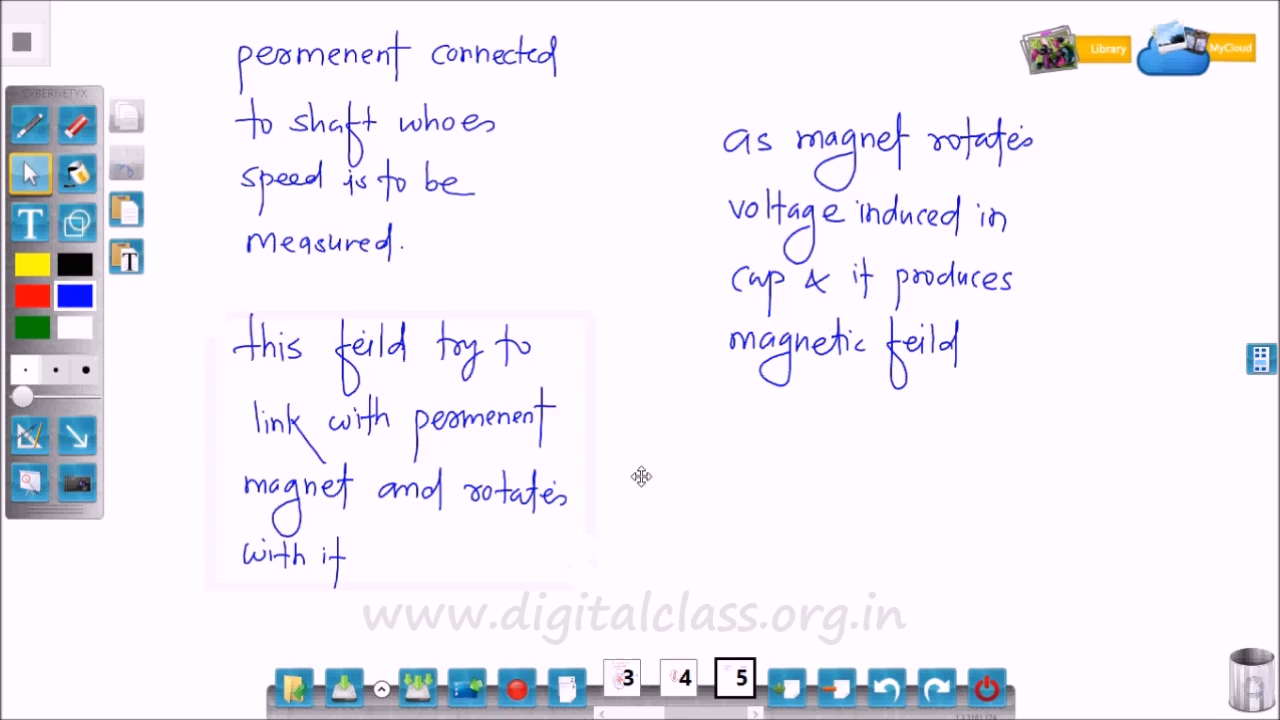 permenent connected
to shaft whoes
speed is to be
measured.
as magnet rotates
voltage induced in
cap & it produces
magnetic feild
this feild try to
link with permenent
magnet and rotates
with it
www.digitalclass.org.in
Library
MyCloud
CYBERNETYX
T
T
3
4
5